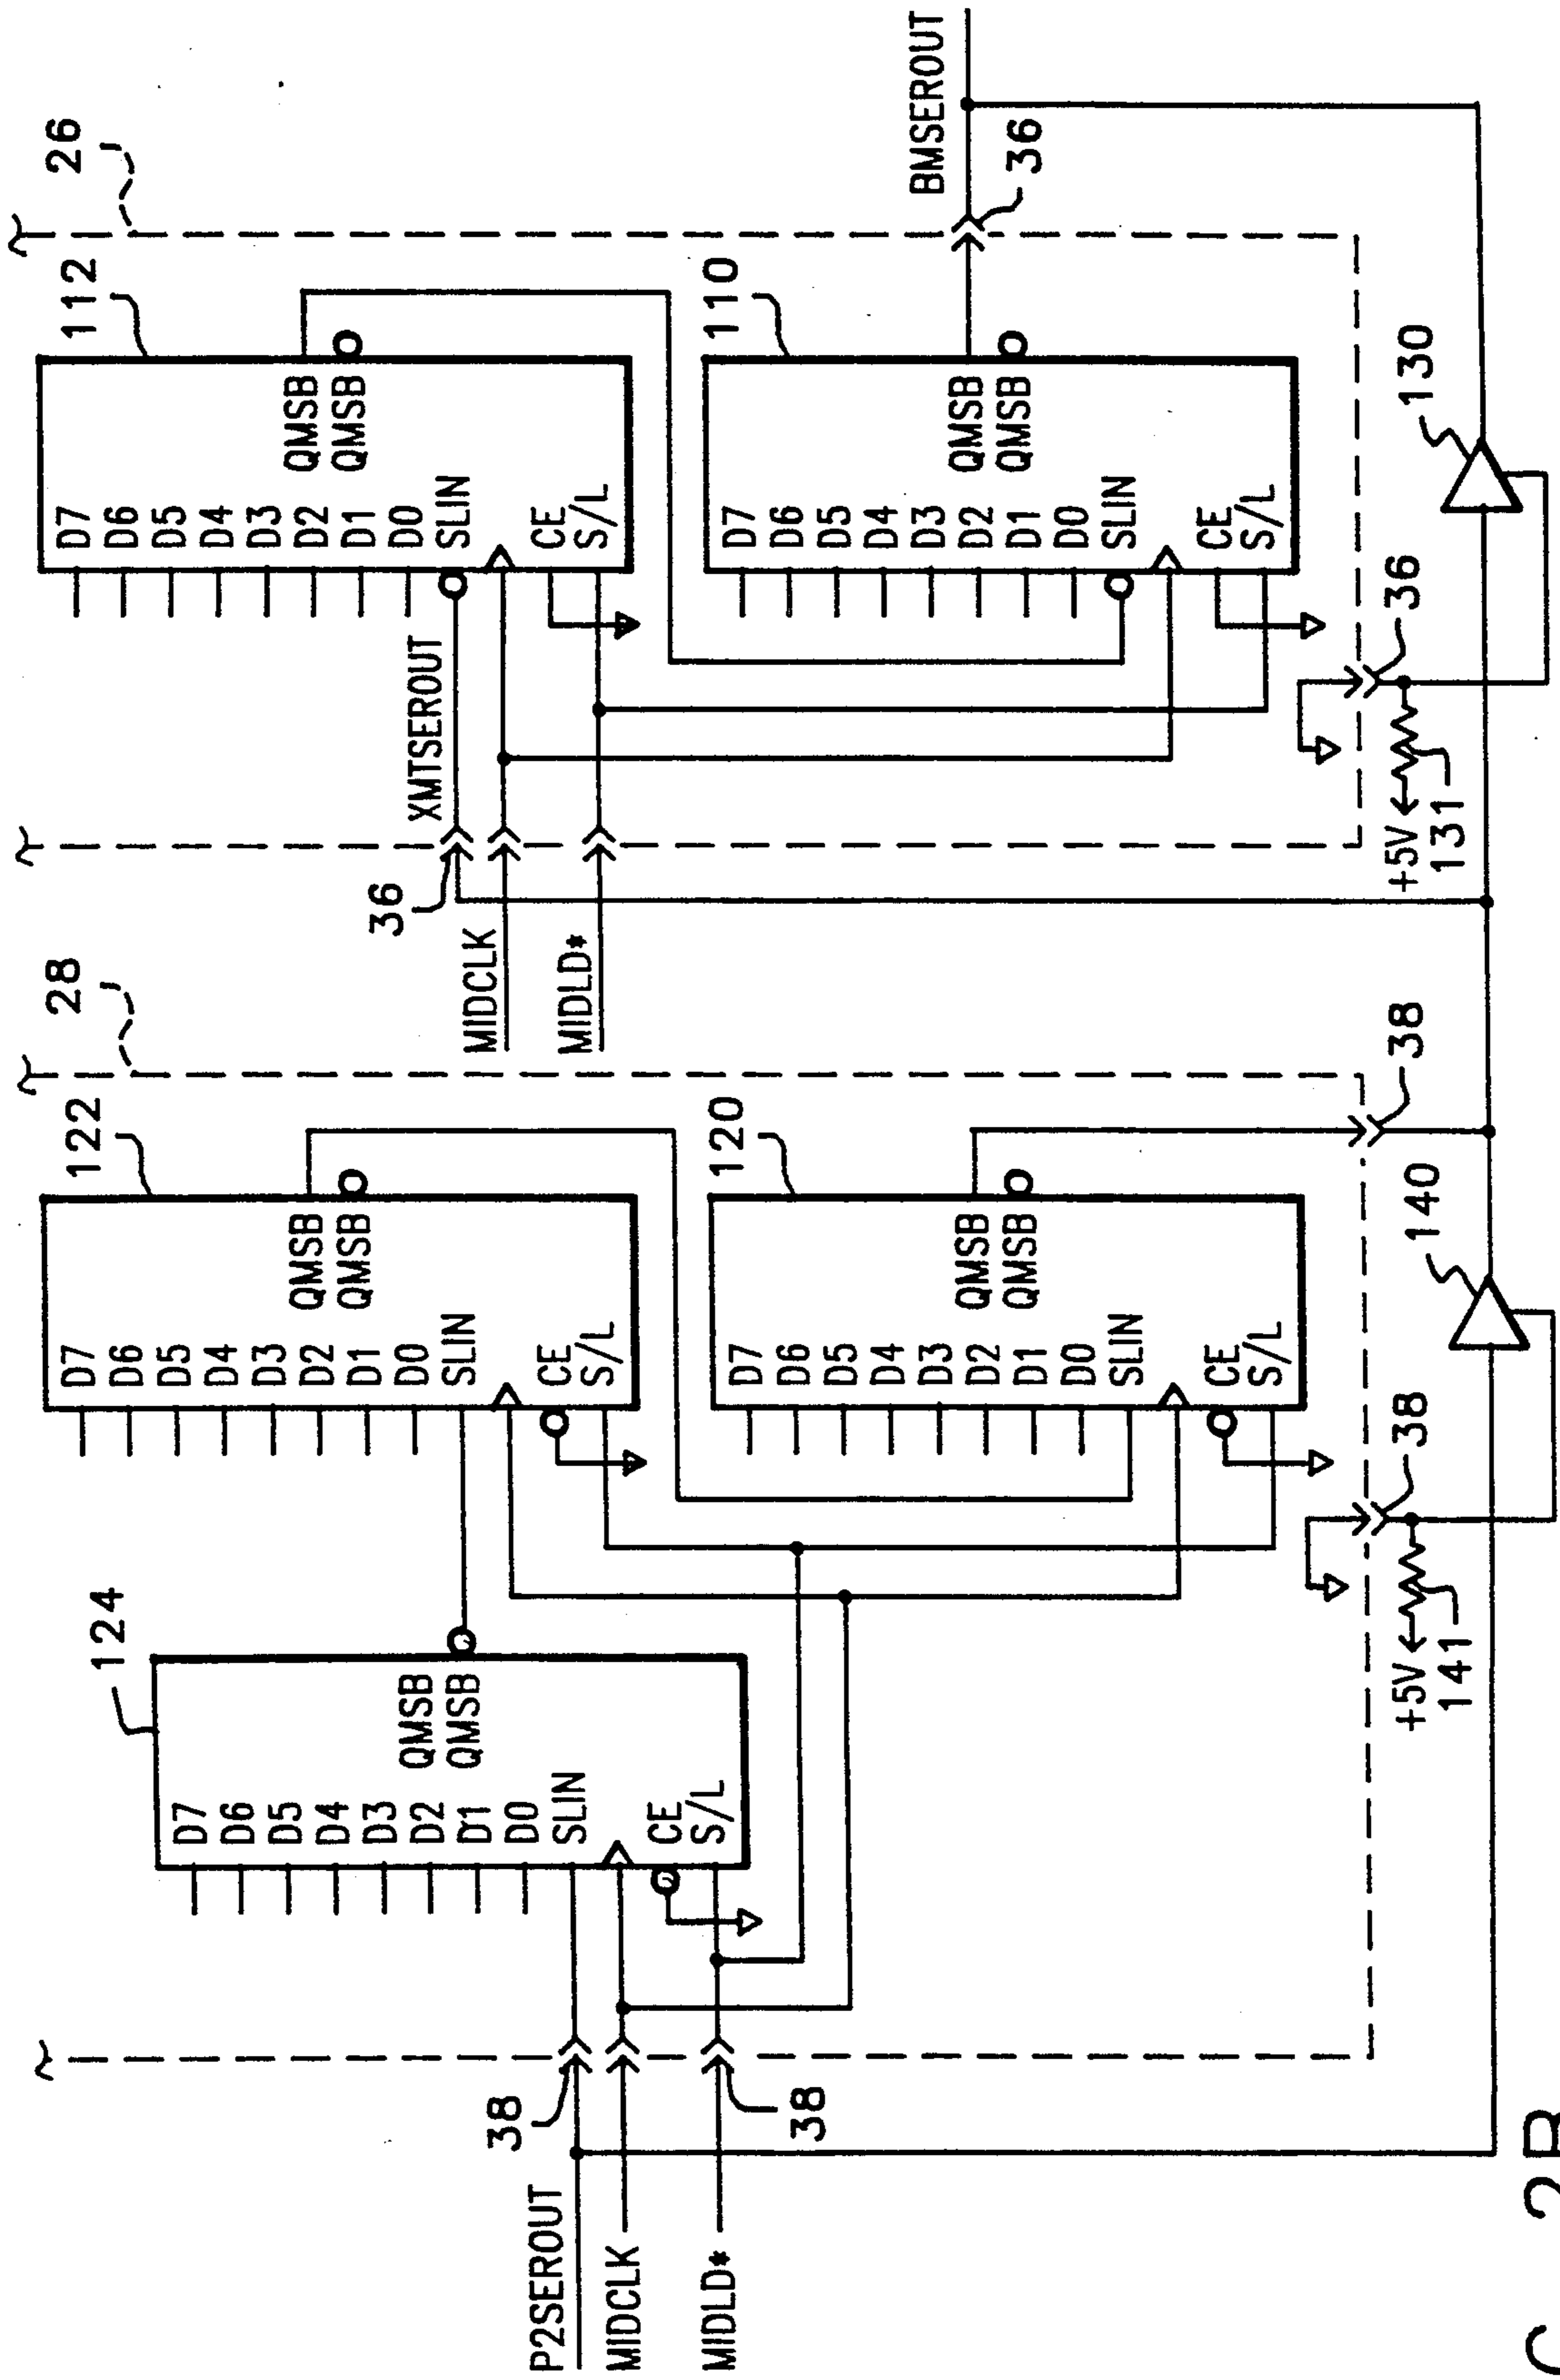 28
26
124
D7
D6
D5
D4
D3
D2
D1
D0
SLIN
CE
S/L
QMSB
QMSB
122
D7
D6
D5
D4
D3
D2
D1
D0
SLIN
CE
S/L
QMSB
QMSB
120
D7
D6
D5
D4
D3
D2
D1
D0
SLIN
CE
S/L
QMSB
QMSB
P2SEROUT
MIDCLK
MIDLD*
38
38
38
38
+5V
141
140
112
D7
D6
D5
D4
D3
D2
D1
D0
SLIN
CE
S/L
QMSB
QMSB
110
D7
D6
D5
D4
D3
D2
D1
D0
SLIN
CE
S/L
QMSB
QMSB
XMTSEROUT
36
MIDCLK
MIDLD*
BMSEROUT
36
36
+5V
131
130
2B